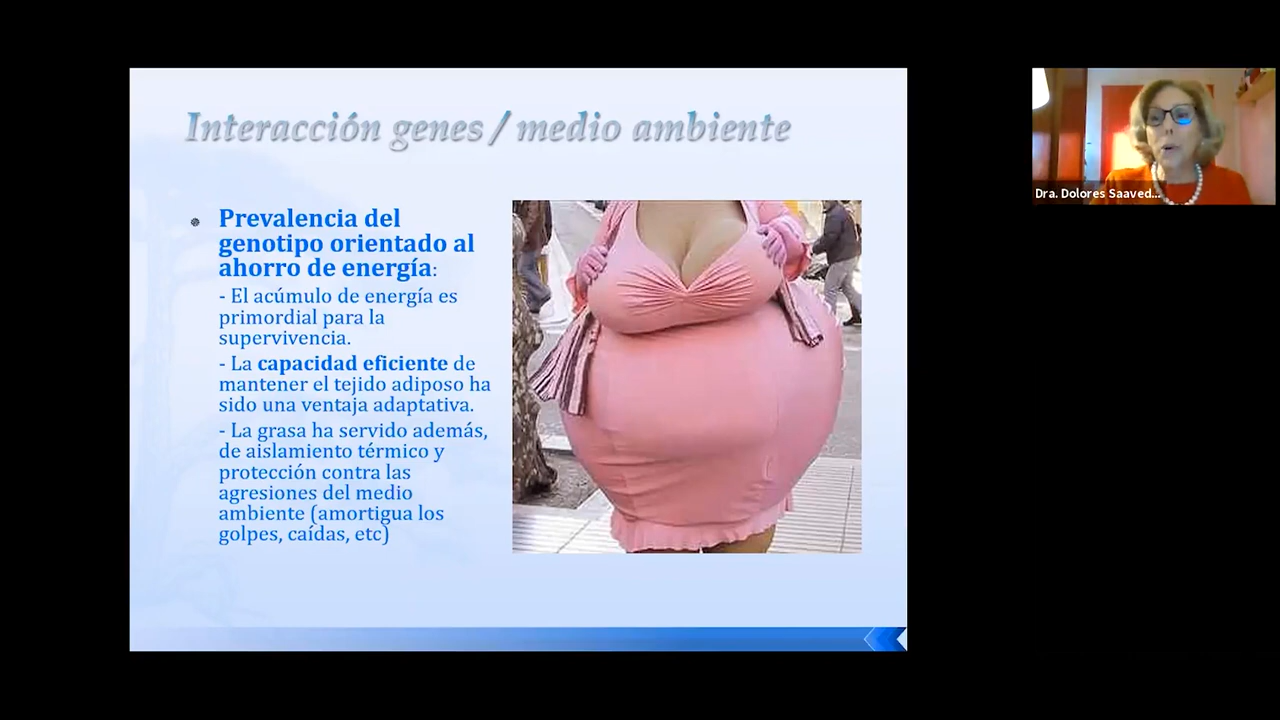 Interacción genes / medio ambiente
Prevalencia del
genotipo orientado al
ahorro de energía:
- El acúmulo de energía es
primordial para la
supervivencia.
- La capacidad eficiente de
mantener el tejido adiposo ha
sido una ventaja adaptativa.
- La grasa ha servido además,
de aislamiento térmico y
protección contra las
agresiones del medio
ambiente (amortigua los
golpes, caídas, etc)
Dra. Dolores Saaved...